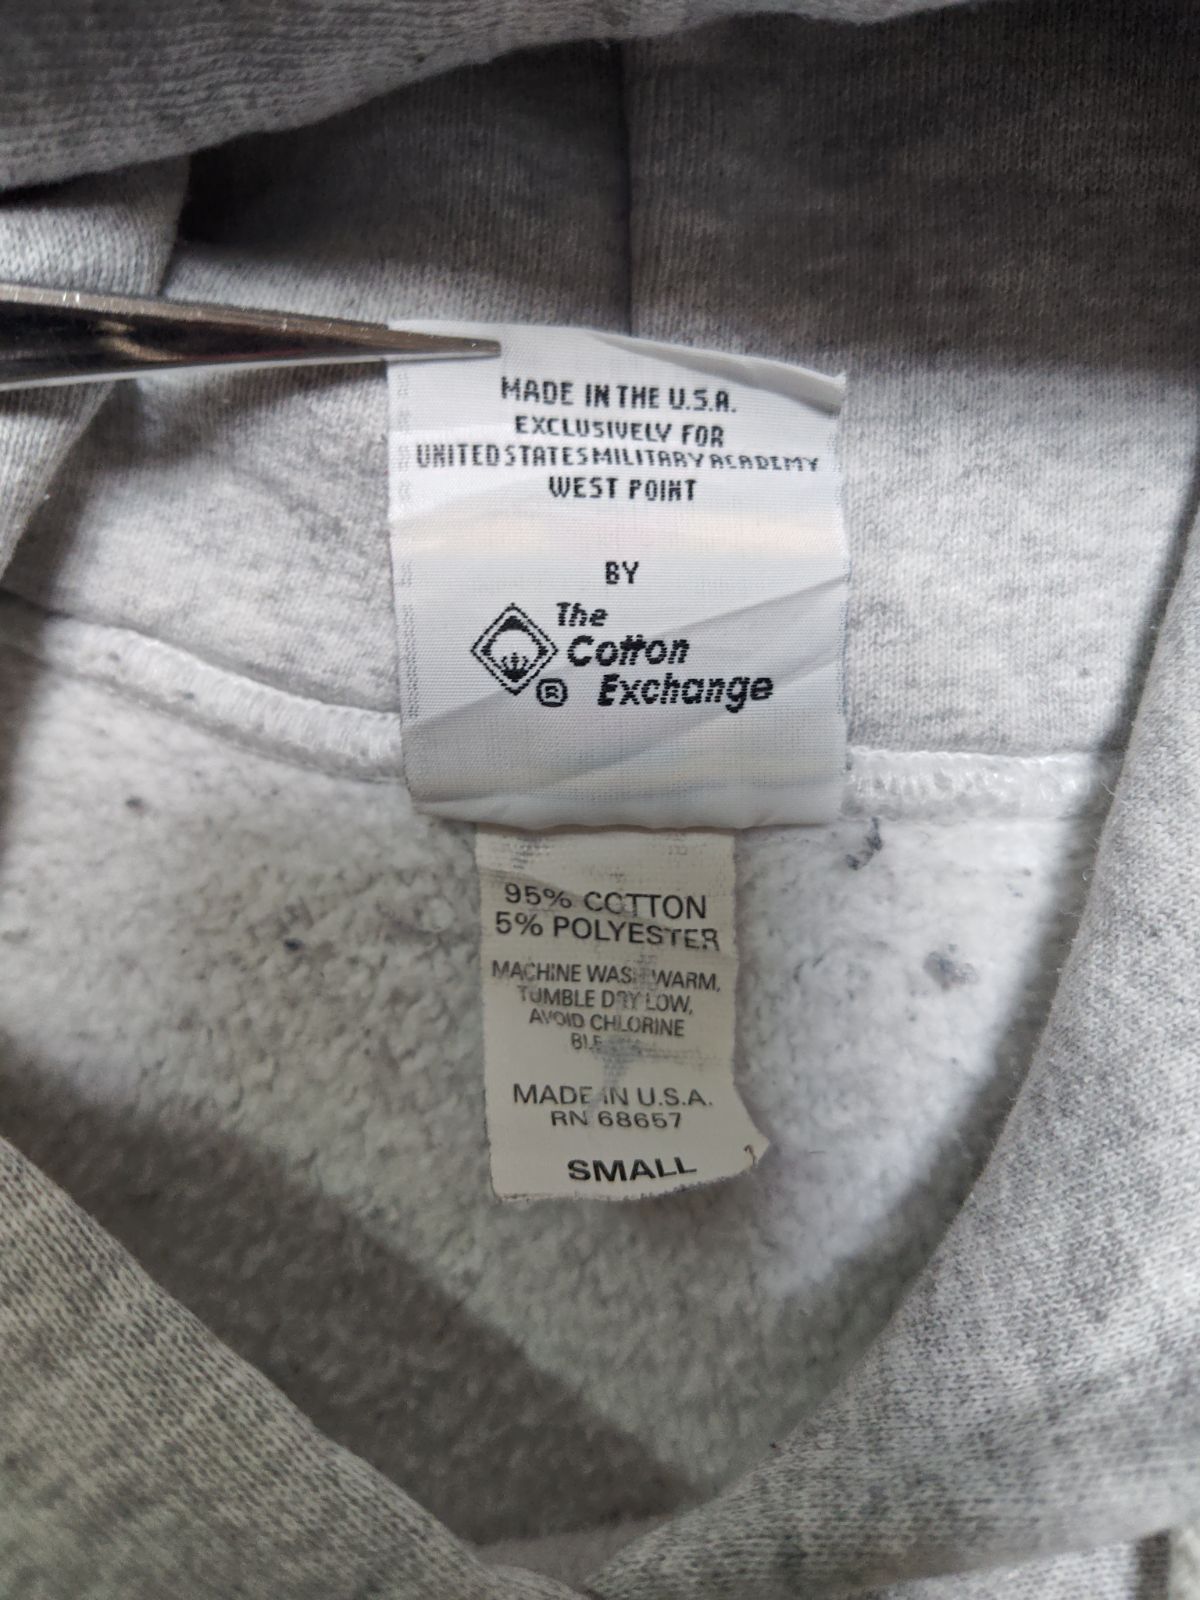 MADE IN THE U.S.A.
EXCLUSIVELY FOR
UNITED STATES MILITARY ACADEMY
WEST POINT
BY
The
Cotton
® Exchange
95% COTTON
5% POLYESTER
MACHINE WASH WARM,
TUMBLE DRY LOW,
AVOID CHLORINE
MADE IN U.S.A.
RN 68657
SMALL